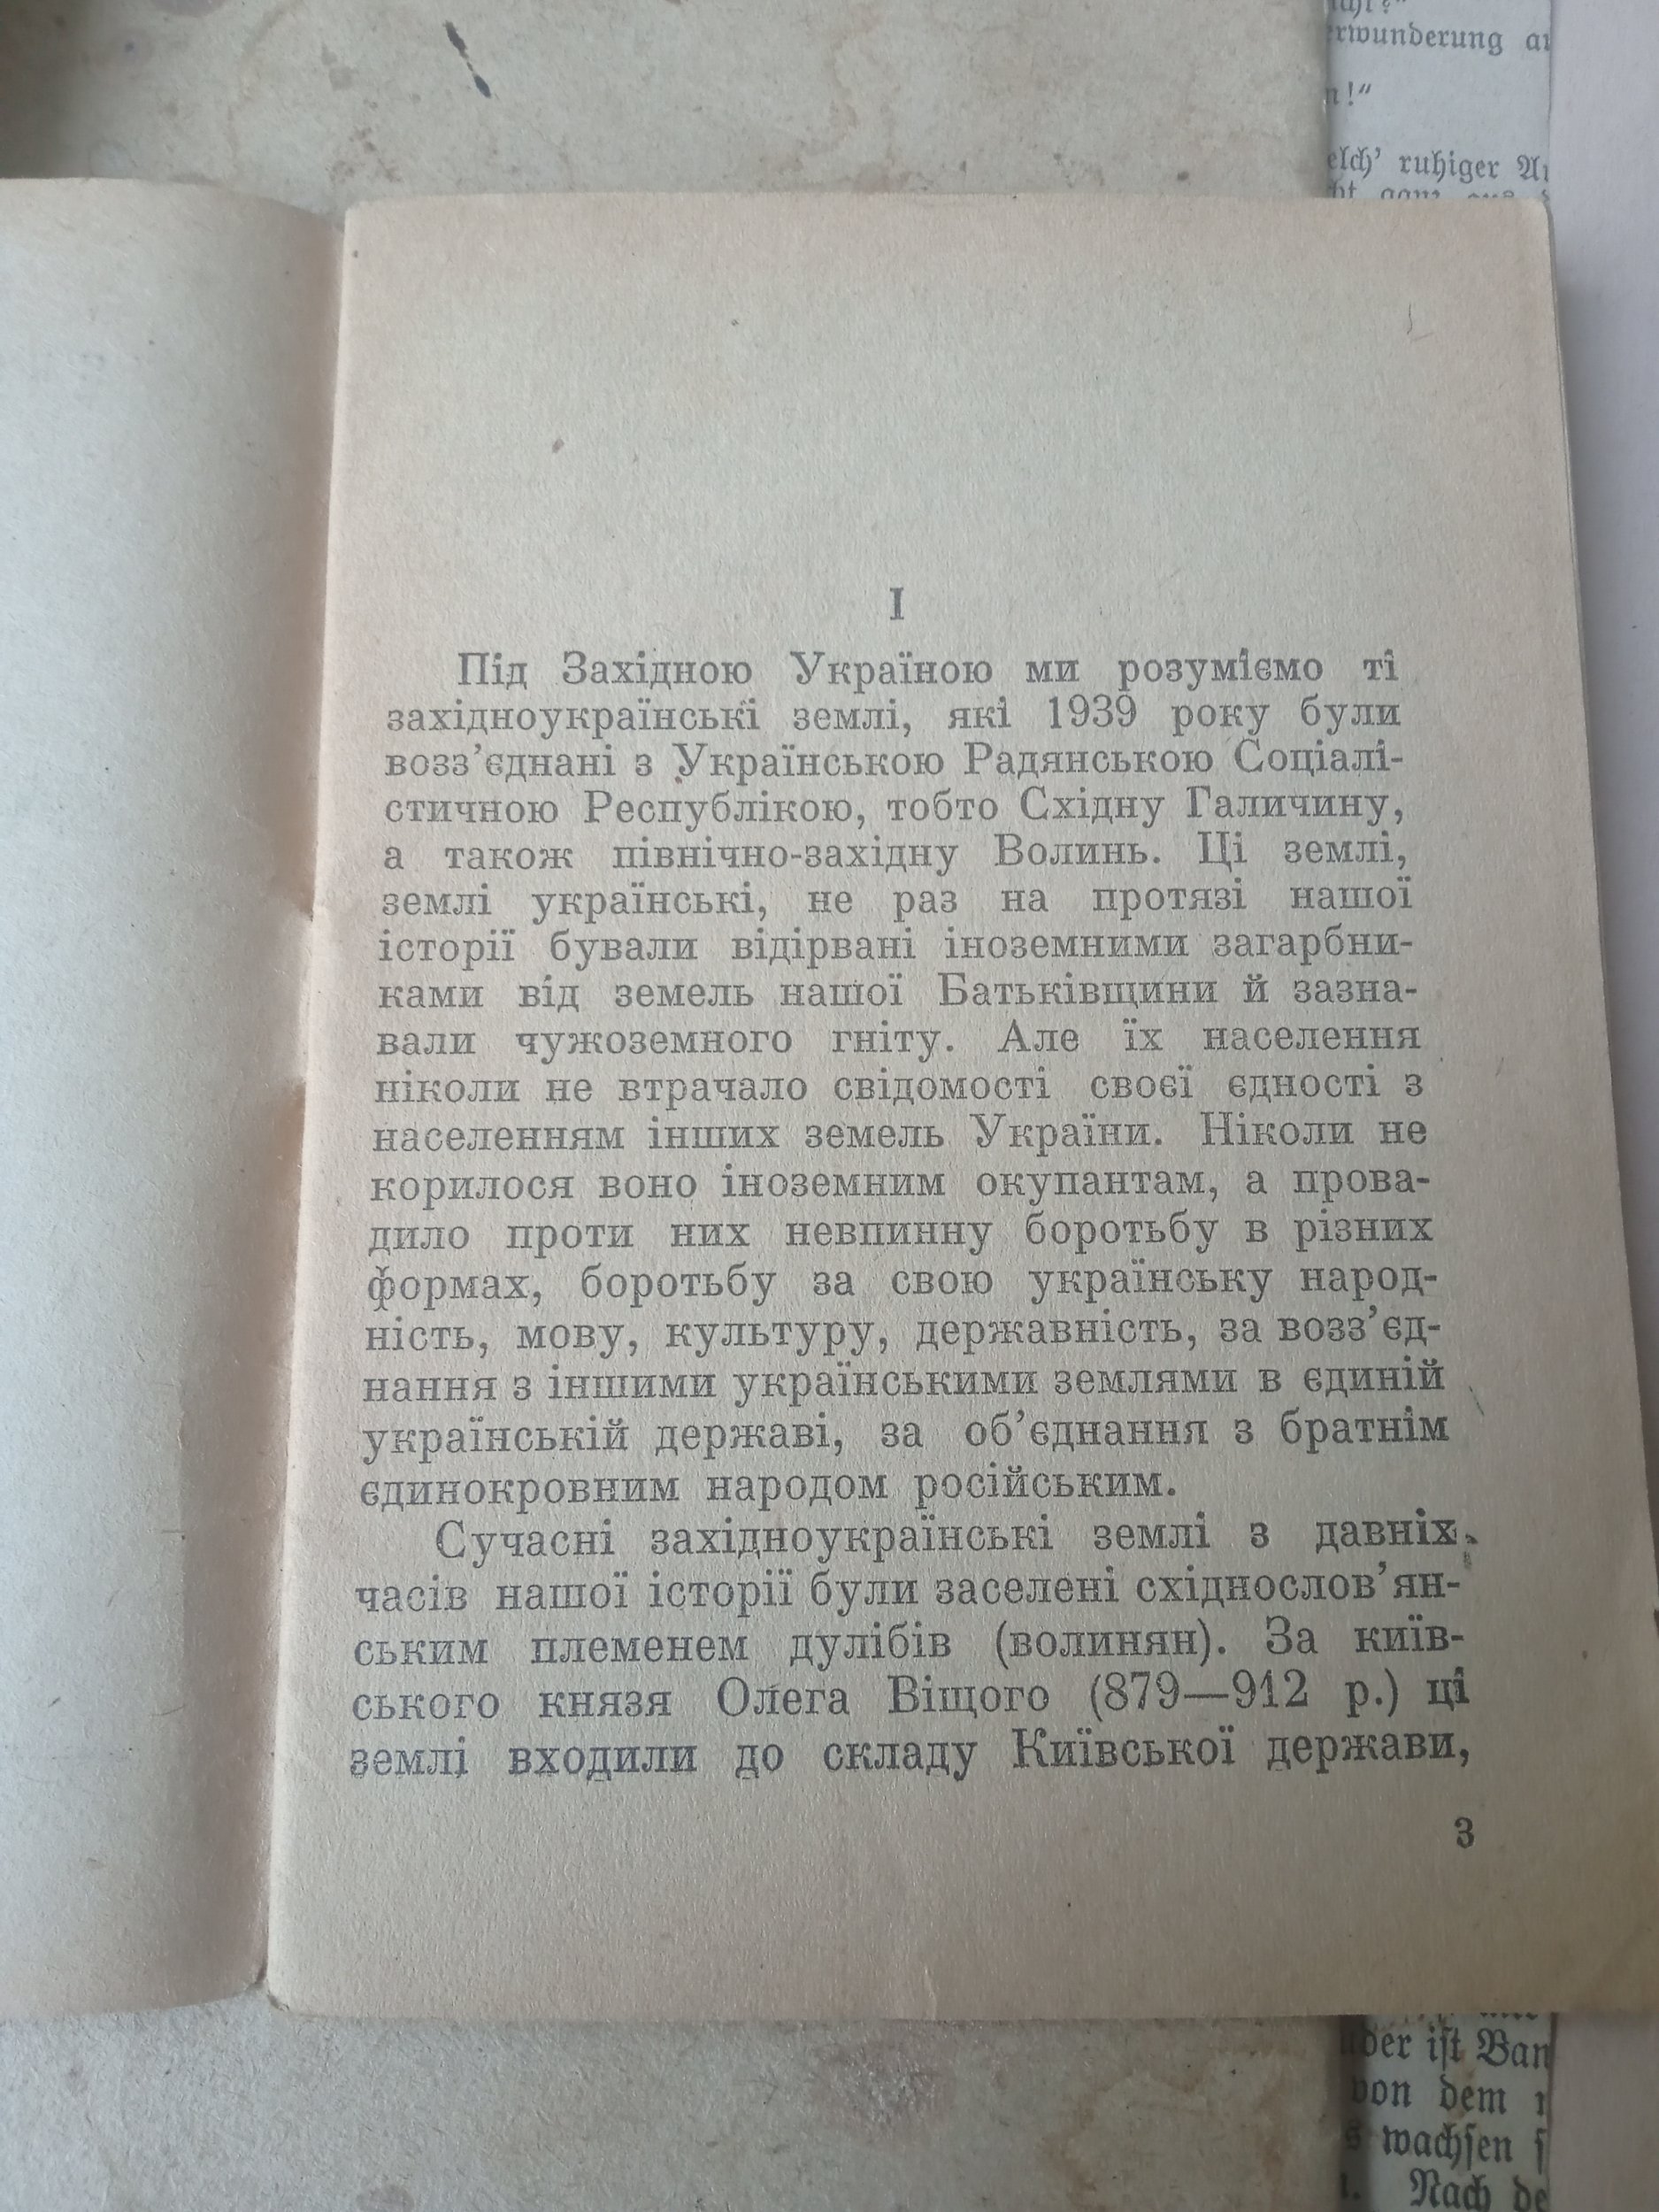 cht?“
erwunderung
n!“
elch’ ruhiger
I
Під Західною Україною ми розуміємо ті
західноукраїнські землі, які 1939 року були
возз’єднані з Українською Радянською Соціалі-
стичною Республікою, тобто Східну Галичину,
а також північно-західну Волинь. Ці землі,
землі українські, не раз на протязі нашої
історії бували відірвані іноземними загарбни-
ками від земель нашої Батьківщини й зазна-
вали чужоземного гніту. Але їх населення
ніколи не втрачало свідомості своєї єдності з
населенням інших земель України. Ніколи не
корилося воно іноземним окупантам, а прова-
дило проти них невпинну боротьбу в різних
формах, боротьбу за свою українську народ-
ність, мову, культуру, державність, за возз’єд-
нання з іншими українськими землями в єдиній
українській державі, за об’єднання з братнім
єдинокровним народом російським.
Сучасні західноукраїнські землі з давніх
часів нашої історії були заселені східнослов’ян-
ським племенем дулібів (волинян). За київ-
ського князя Олега Віщого (879—912 р.) ці
землі входили до складу Київської держави,
3
ist Ban
von dem
wachsen
Nach de